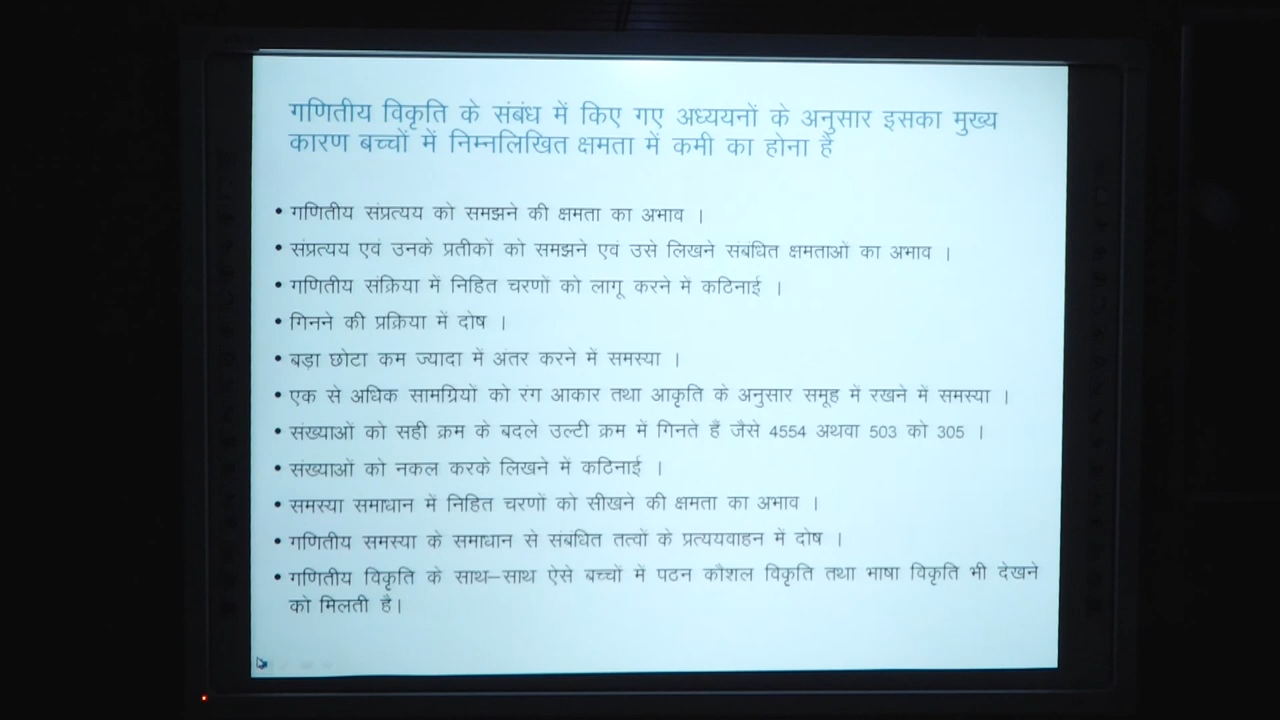 गणितीय विकृति के संबंध में किए गए अध्ययनों के अनुसार इसका मुख्य
कारण बच्चों में निम्नलिखित क्षमता में कमी का होना है
• गणितीय संप्रत्यय को समझने की क्षमता का अभाव ।
• संप्रत्यय एवं उनके प्रतीकों को समझने एवं उसे लिखने संबंधित क्षमताओं का अभाव ।
• गणितीय संक्रिया में निहित चरणों को लागू करने में कठिनाई ।
• गिनने की प्रक्रिया में दोष ।
• बड़ा छोटा कम ज्यादा में अंतर करने में समस्या ।
• एक से अधिक सामग्रियों को रंग आकार तथा आकृति के अनुसार समूह में रखने में समस्या ।
• संख्याओं को सही क्रम के बदले उल्टी क्रम में गिनते हैं जैसे 4554 अथवा 503 को 305 ।
• संख्याओं को नकल करके लिखने में कठिनाई ।
• समस्या समाधान में निहित चरणों को सीखने की क्षमता का अभाव ।
• गणितीय समस्या के समाधान से संबंधित तत्वों के प्रत्ययवाहन में दोष ।
• गणितीय विकृति के साथ–साथ ऐसे बच्चों में पठन कौशल विकृति तथा भाषा विकृति भी देखने
को मिलती है।